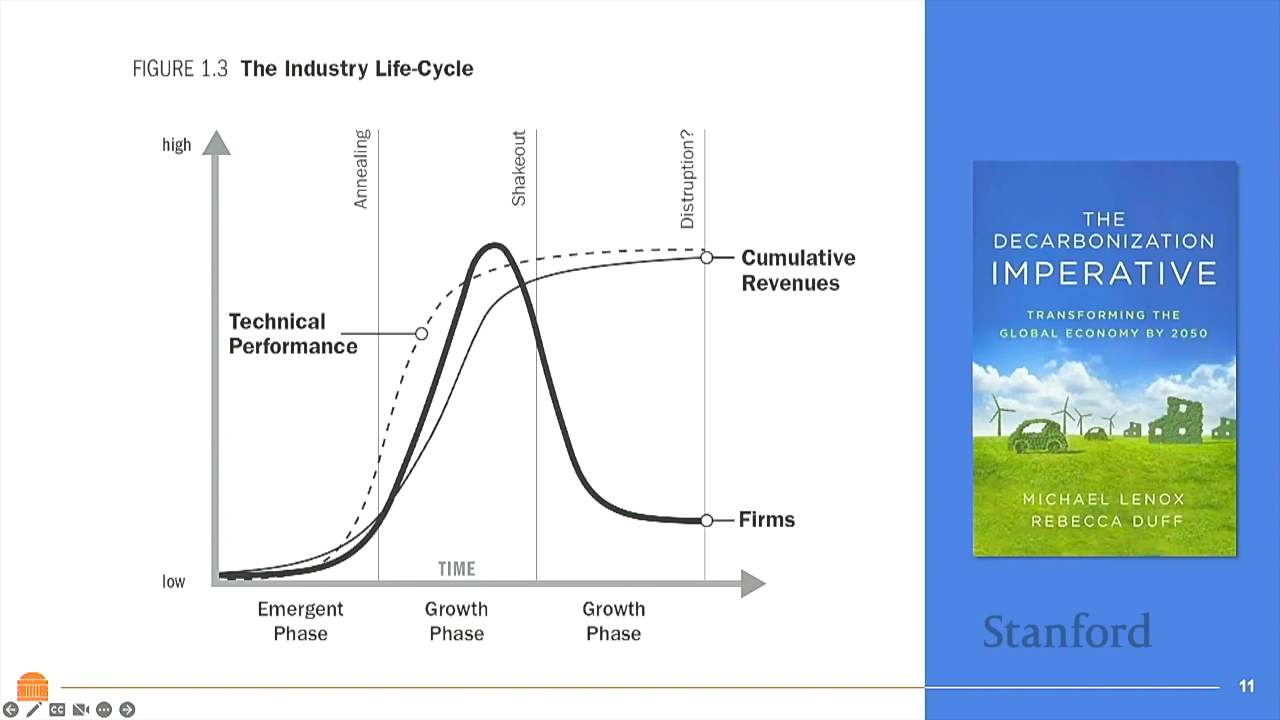 FIGURE 1.3 The Industry Life-Cycle
high
Annealing
Shakeout
Distruption?
Cumulative
Revenues
Technical
Performance
Firms
TIME
low
Emergent
Phase
Growth
Phase
Growth
Phase
THE
DECARBONIZATION
IMPERATIVE
TRANSFORMING THE
GLOBAL ECONOMY BY 2050
MICHAEL LENOX
REBECCA DUFF
Stanford
11
CC